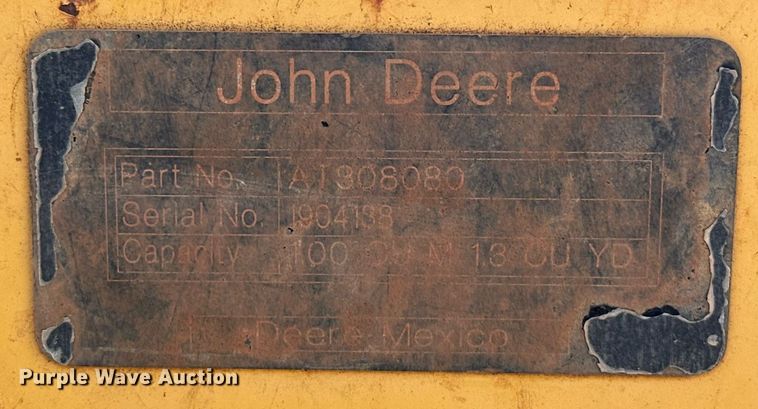 John Deere
Part No. AT308080
Serial No. 1904138
Capacity 1.00 CU M 1.3 CU YD
Deere Mexico
Purple Wave Auction